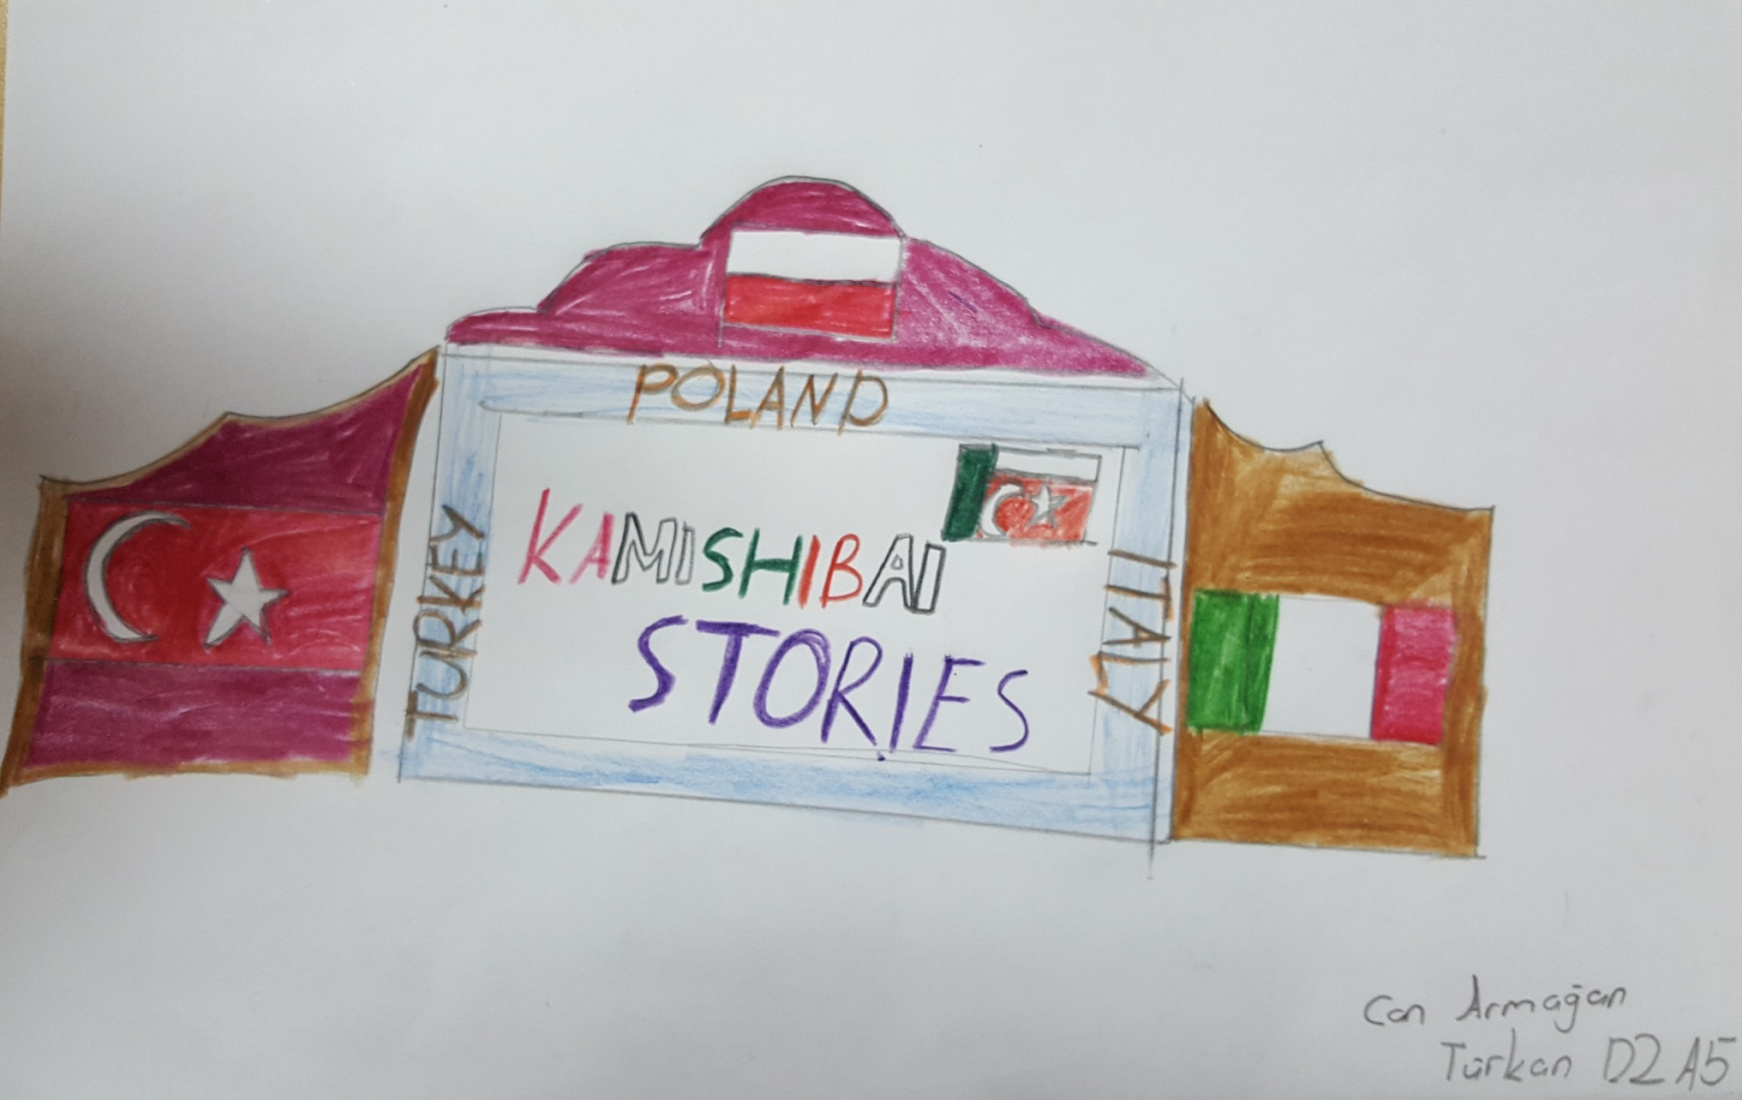 POLAND
TURKEY
KAMISHIBAI
STORIES
ITALY
Can Armağan
Türkan D2 A5